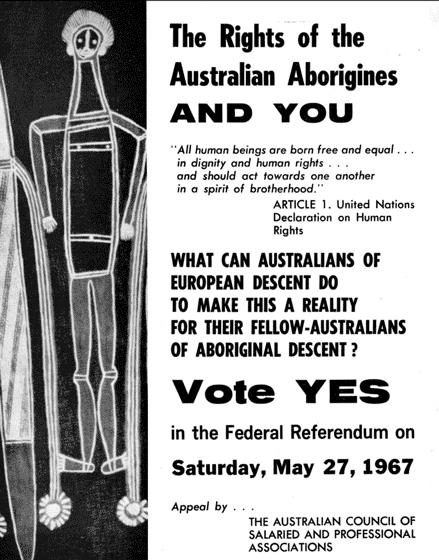 The Rights of the
Australian Aborigines
AND YOU
"All human beings are born free and equal . . .
in dignity and human rights . . .
and should act towards one another
in a spirit of brotherhood."
ARTICLE 1. United Nations
Declaration on Human
Rights
WHAT CAN AUSTRALIANS OF
EUROPEAN DESCENT DO
TO MAKE THIS A REALITY
FOR THEIR FELLOW-AUSTRALIANS
OF ABORIGINAL DESCENT?
Vote YES
in the Federal Referendum on
Saturday, May 27, 1967
Appeal by . . .
THE AUSTRALIAN COUNCIL OF
SALARIED AND PROFESSIONAL
ASSOCIATIONS